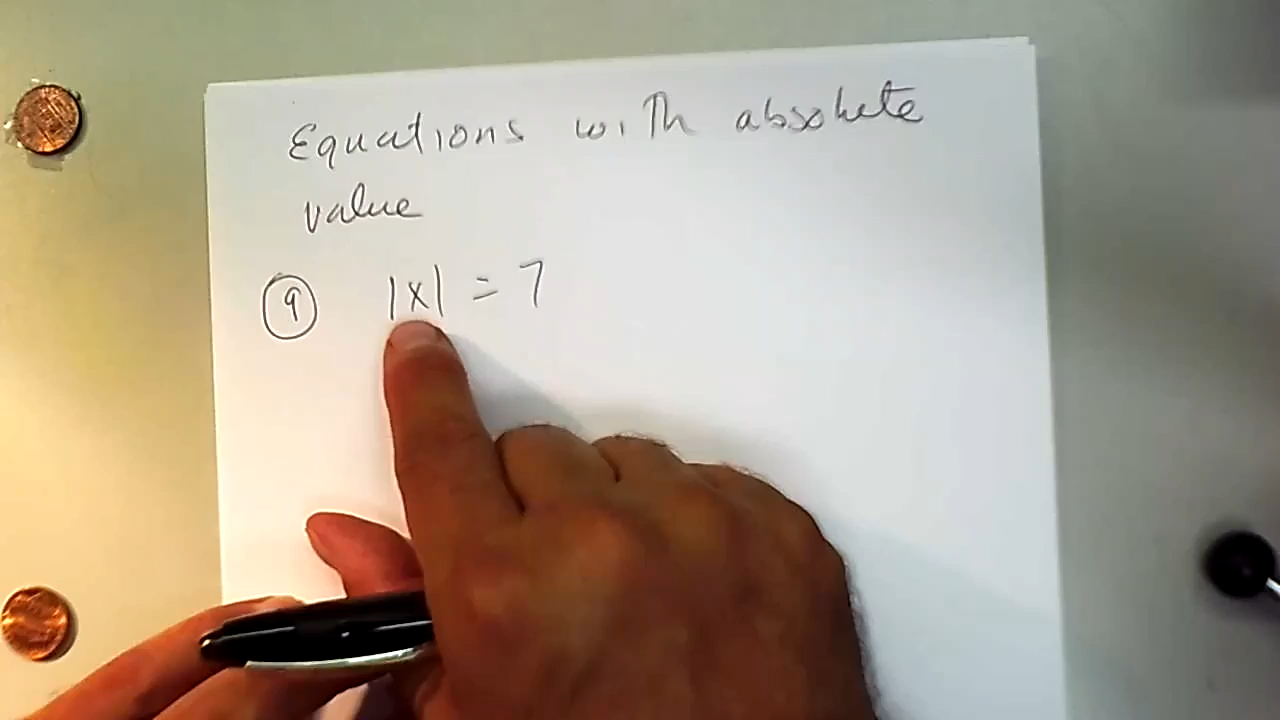 Equations with absolute
value
9 |x| = 7